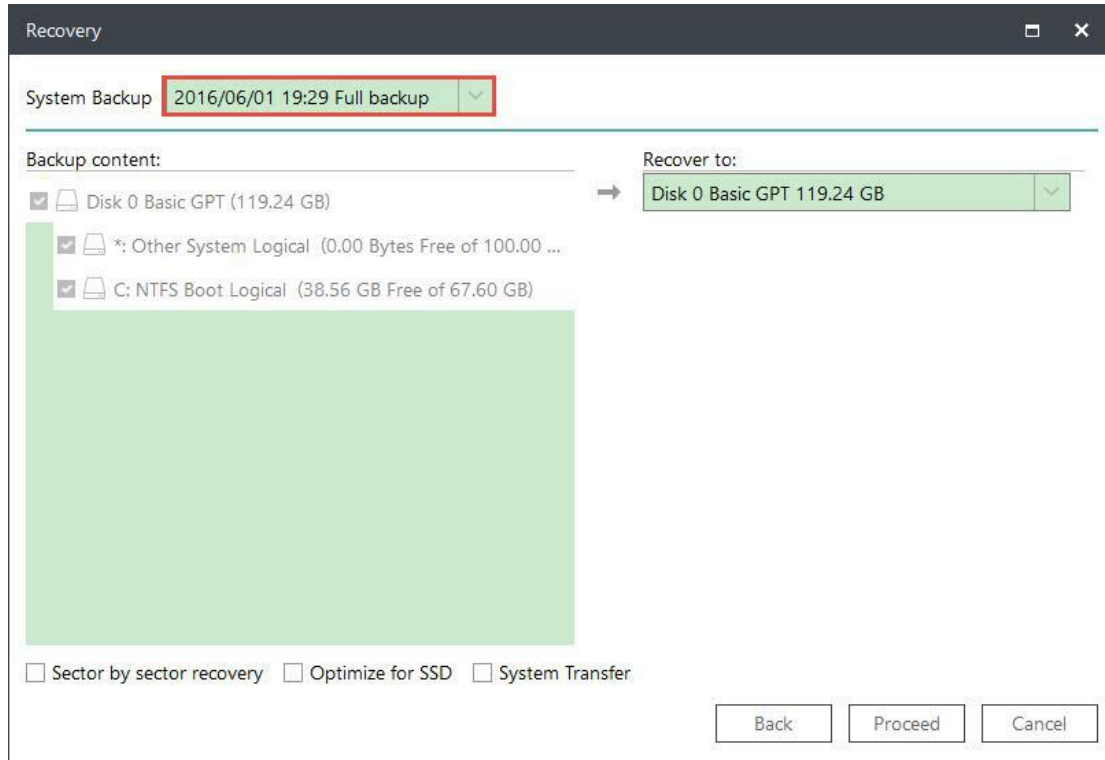 Recovery
System Backup 2016/06/01 19:29 Full backup
Backup content:
Recover to:
Disk 0 Basic GPT (119.24 GB)
Disk 0 Basic GPT 119.24 GB
*: Other System Logical (0.00 Bytes Free of 100.00 ...
C: NTFS Boot Logical (38.56 GB Free of 67.60 GB)
Sector by sector recovery Optimize for SSD System Transfer
Back Proceed Cancel